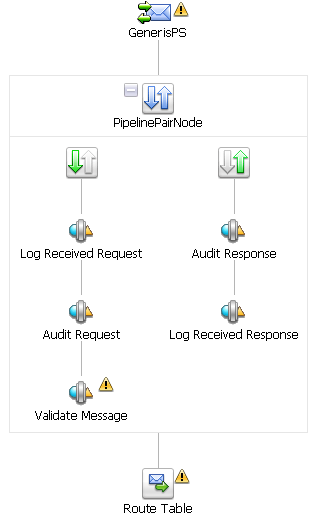 GenerisPS
PipelinePairNode
Log Received Request
Audit Response
Audit Request
Log Received Response
Validate Message
Route Table